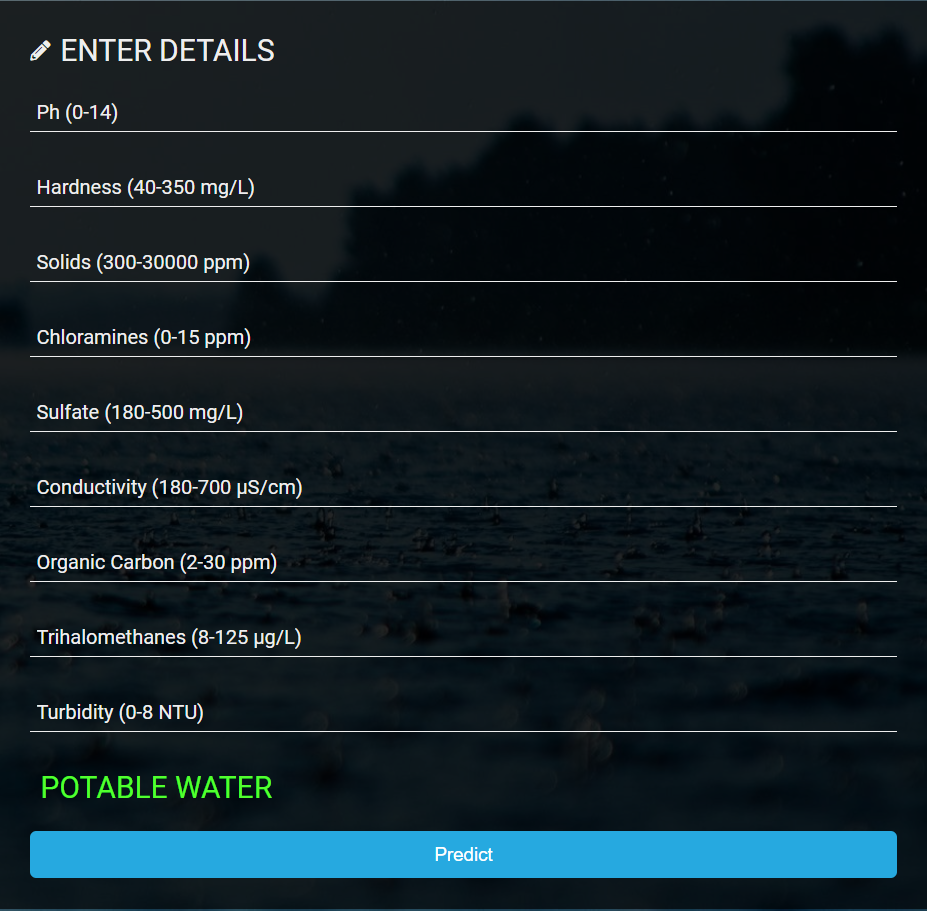 ENTER DETAILS
Ph (0-14)
Hardness (40-350 mg/L)
Solids (300-30000 ppm)
Chloramines (0-15 ppm)
Sulfate (180-500 mg/L)
Conductivity (180-700 µS/cm)
Organic Carbon (2-30 ppm)
Trihalomethanes (8-125 µg/L)
Turbidity (0-8 NTU)
POTABLE WATER
Predict